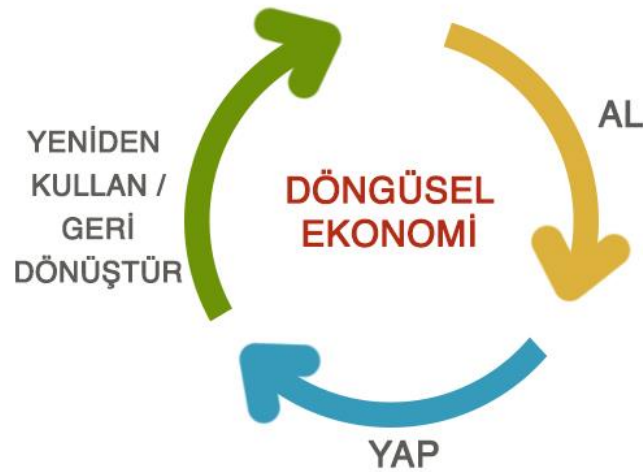 AL
YENİDEN
KULLAN /
GERİ
DÖNÜŞTÜR
DÖNGÜSEL
EKONOMİ
YAP